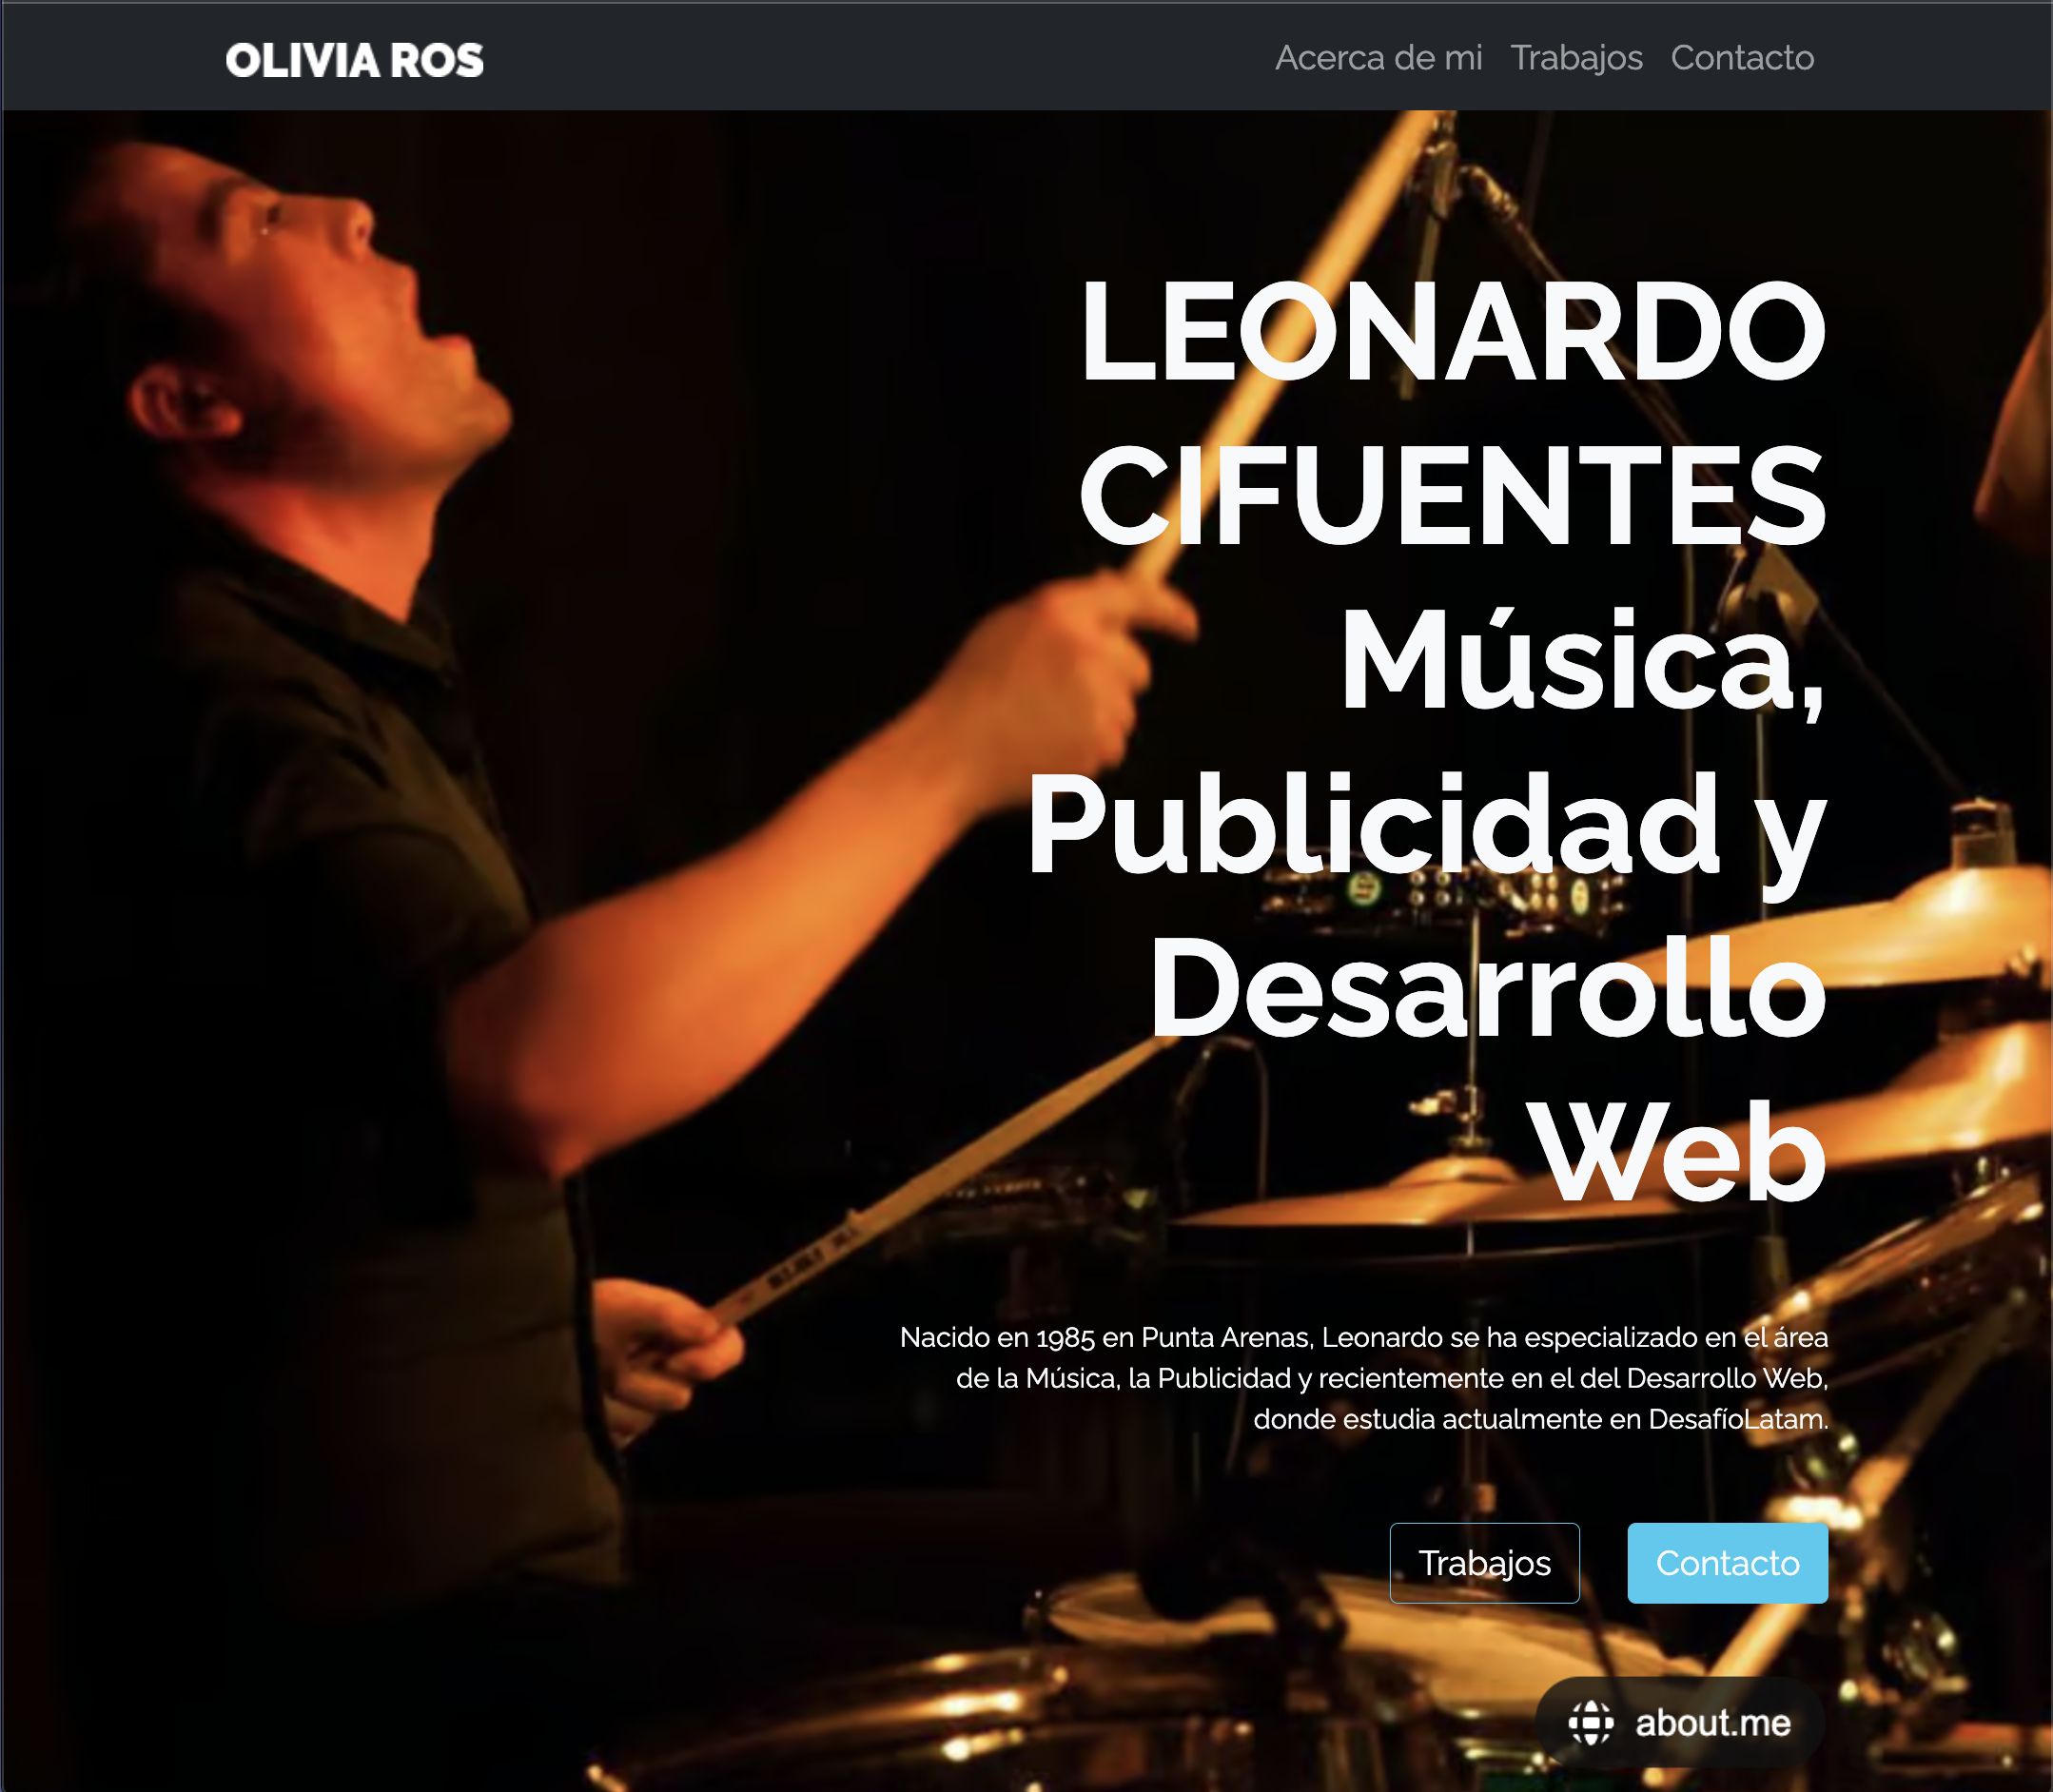 OLIVIA ROS
Acerca de mi Trabajos Contacto
LEONARDO
CIFUENTES
Música,
Publicidad y
Desarrollo
Web
Nacido en 1985 en Punta Arenas, Leonardo se ha especializado en el área
de la Música, la Publicidad y recientemente en el del Desarrollo Web,
donde estudia actualmente en DesafíoLatam.
Trabajos Contacto
about.me